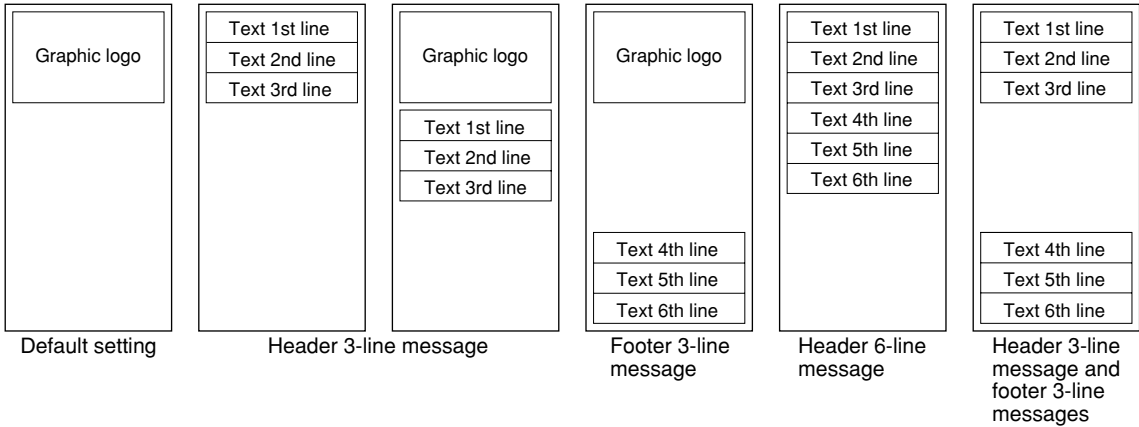 Graphic logo
Default setting
Text 1st line
Text 2nd line
Text 3rd line
Graphic logo
Text 1st line
Text 2nd line
Text 3rd line
Header 3-line message
Graphic logo
Text 4th line
Text 5th line
Text 6th line
Footer 3-line
message
Text 1st line
Text 2nd line
Text 3rd line
Text 4th line
Text 5th line
Text 6th line
Header 6-line
message
Text 1st line
Text 2nd line
Text 3rd line
Text 4th line
Text 5th line
Text 6th line
Header 3-line
message and
footer 3-line
messages